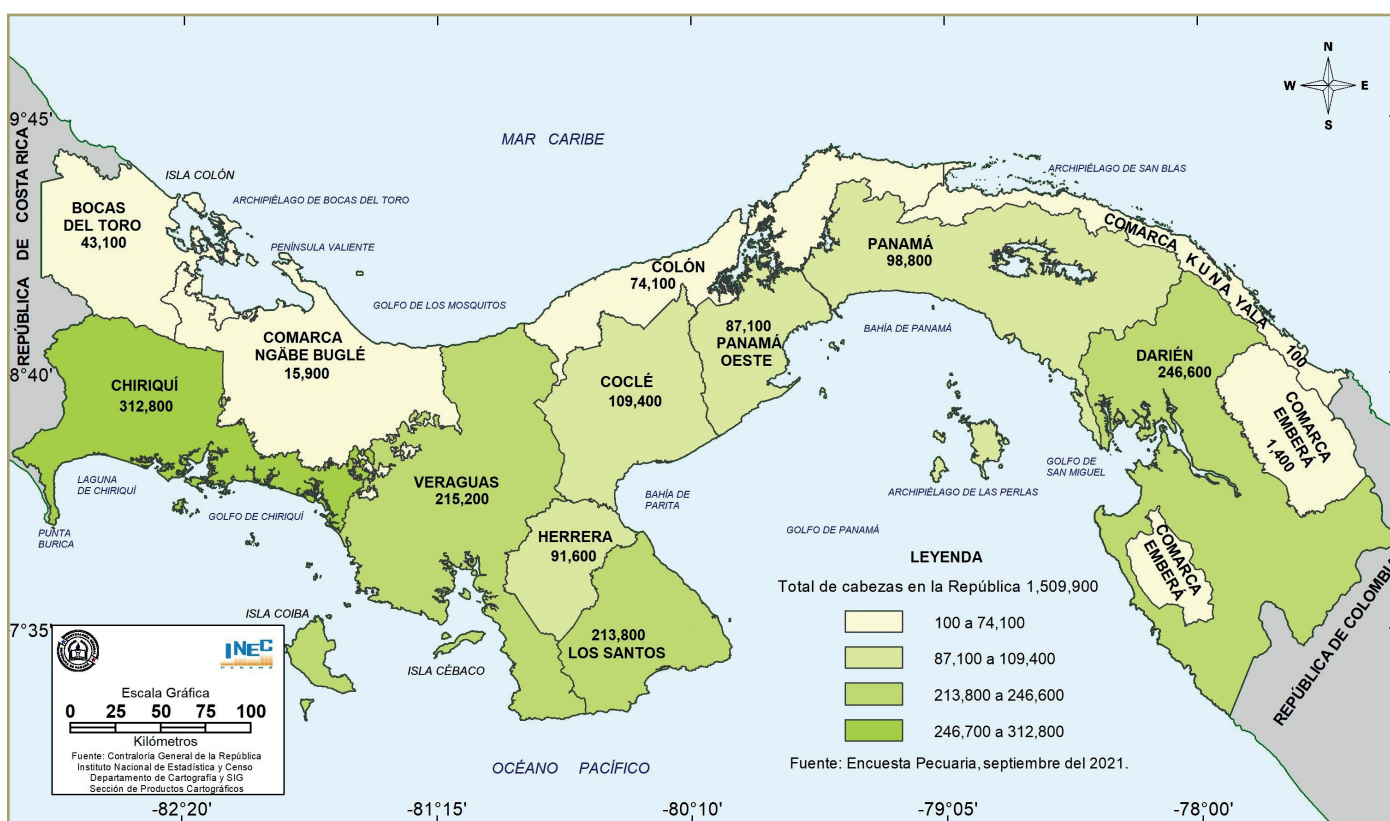 N
W
E
S
9°45'
8°40'
7°35'
REPÚBLICA DE COSTA RICA
MAR CARIBE
ISLA COLÓN
ARCHIPIÉLAGO DE BOCAS DEL TORO
ARCHIPIÉLAGO DE SAN BLAS
BOCAS
DEL TORO
43,100
PENÍNSULA VALIENTE
GOLFO DE LOS MOSQUITOS
COLÓN
74,100
PANAMÁ
98,800
COMARCA KUNA YALA 100
COMARCA
NGÄBE BUGLÉ
15,900
87,100
PANAMÁ
OESTE
BAHÍA DE PANAMÁ
CHIRIQUÍ
312,800
COCLÉ
109,400
DARIÉN
246,600
COMARCA
EMBERÁ
1,400
LAGUNA
DE CHIRIQUÍ
GOLFO DE CHIRIQUÍ
VERAGUAS
215,200
BAHÍA DE
PARITA
ARCHIPIÉLAGO DE LAS PERLAS
GOLFO DE
SAN MIGUEL
PUNTA
BURICA
HERRERA
91,600
GOLFO DE PANAMÁ
COMARCA
EMBERÁ
ISLA COIBA
ISLA CÉBACO
213,800
LOS SANTOS
OCÉANO PACÍFICO
REPÚBLICA DE COLOMBIA
LEYENDA
Total de cabezas en la República 1,509,900
100 a 74,100
87,100 a 109,400
213,800 a 246,600
246,700 a 312,800
Fuente: Encuesta Pecuaria, septiembre del 2021.
INEC
Escala Gráfica
0 25 50 75 100
Kilómetros
Fuente: Contraloría General de la República
Instituto Nacional de Estadística y Censo
Departamento de Cartografía y SIG
Sección de Productos Cartográficos
-82°20' -81°15' -80°10' -79°05' -78°00'